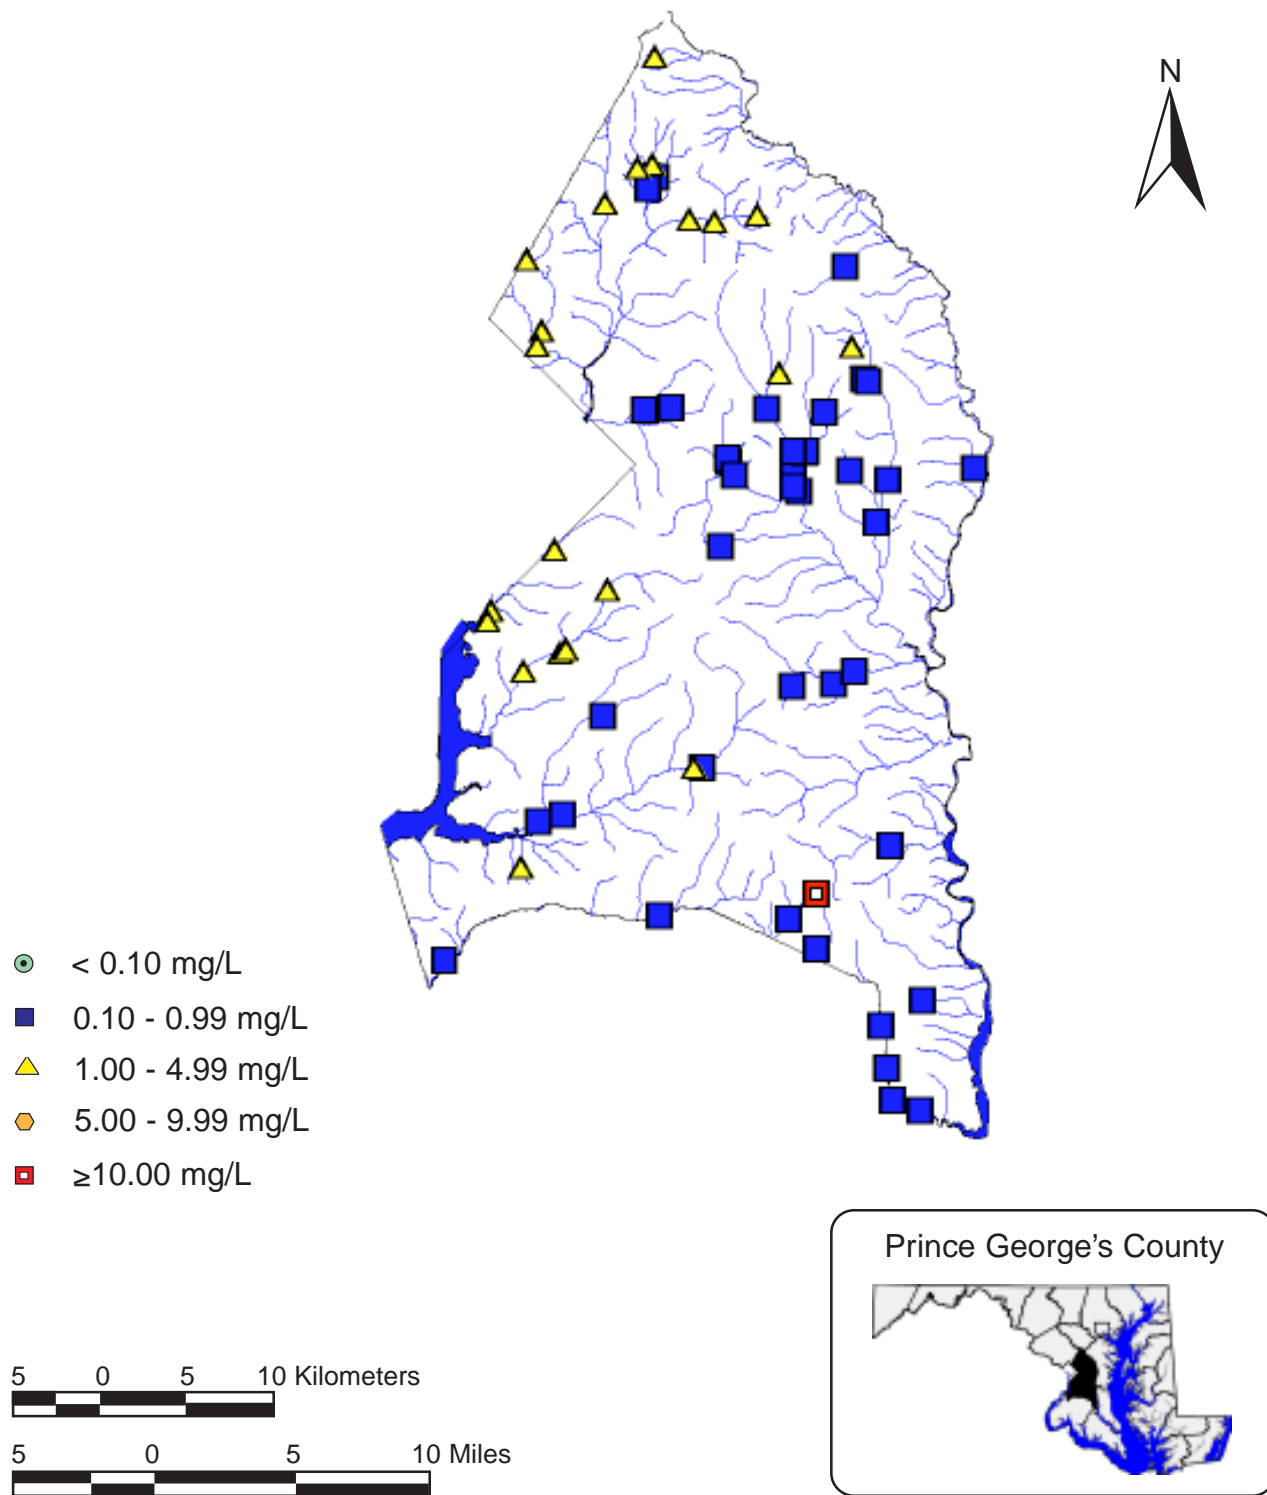 N
< 0.10 mg/L
0.10 - 0.99 mg/L
1.00 - 4.99 mg/L
5.00 - 9.99 mg/L
≥10.00 mg/L
Prince George's County
5 0 5 10 Kilometers
5 0 5 10 Miles